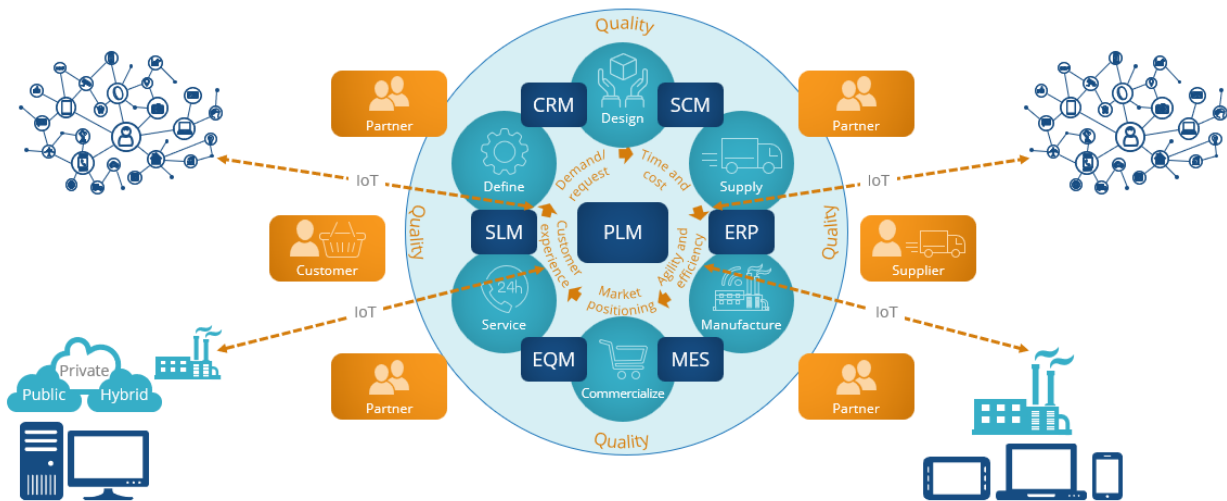 Quality
Partner
Partner
CRM
Design
SCM
Define
Demand/
request
Time and
cost
Supply
IoT
IoT
Quality
Quality
SLM
PLM
ERP
Customer
Supplier
Customer
experience
Agility and
efficiency
Market
positioning
24h
Service
Manufacture
IoT
IoT
EQM
MES
Commercialize
Partner
Partner
Private
Public
Hybrid
Quality